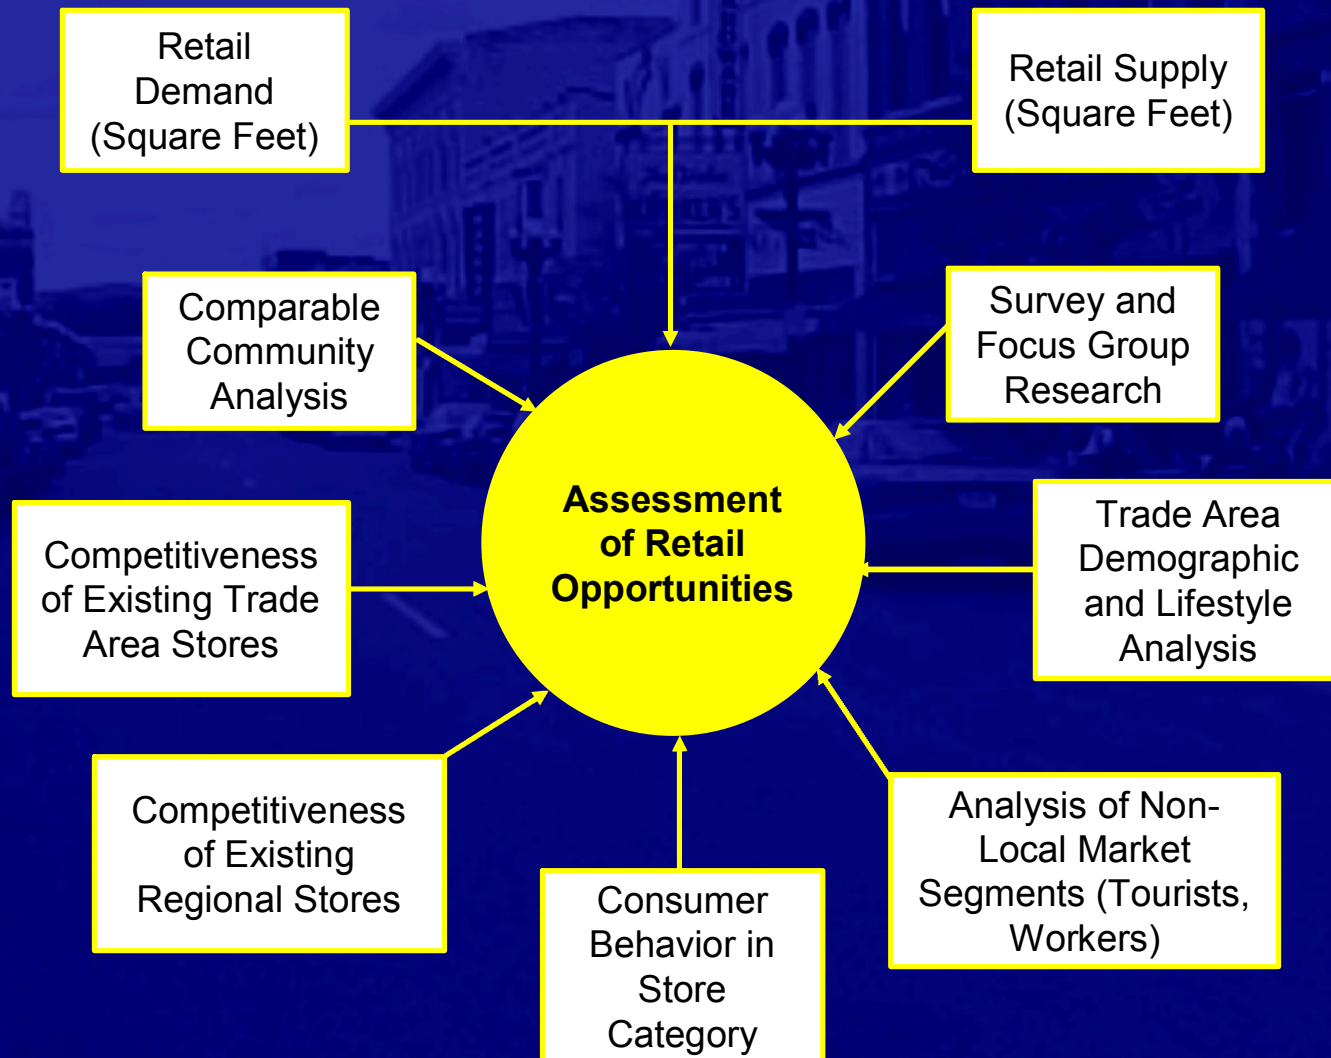 Retail
Demand
(Square Feet)
Retail Supply
(Square Feet)
Comparable
Community
Analysis
Survey and
Focus Group
Research
Assessment
of Retail
Opportunities
Competitiveness
of Existing Trade
Area Stores
Trade Area
Demographic
and Lifestyle
Analysis
Competitiveness
of Existing
Regional Stores
Consumer
Behavior in
Store
Category
Analysis of Non-
Local Market
Segments (Tourists,
Workers)